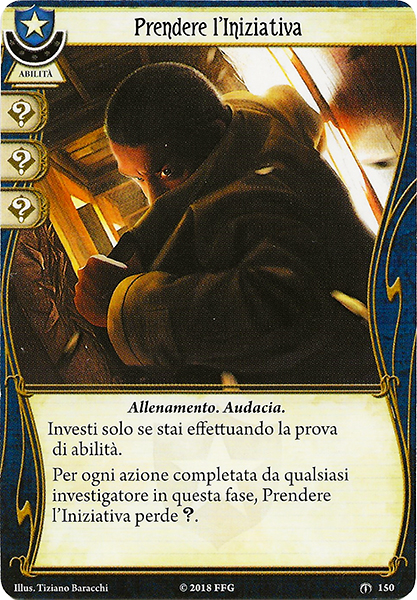 Prendere l'Iniziativa
ABILITÀ
?
?
?
Allenamento. Audacia.
Investi solo se stai effettuando la prova
di abilità.
Per ogni azione completata da qualsiasi
investigatore in questa fase, Prendere
l'Iniziativa perde ?.
Illus. Tiziano Baracchi © 2018 FFG 150